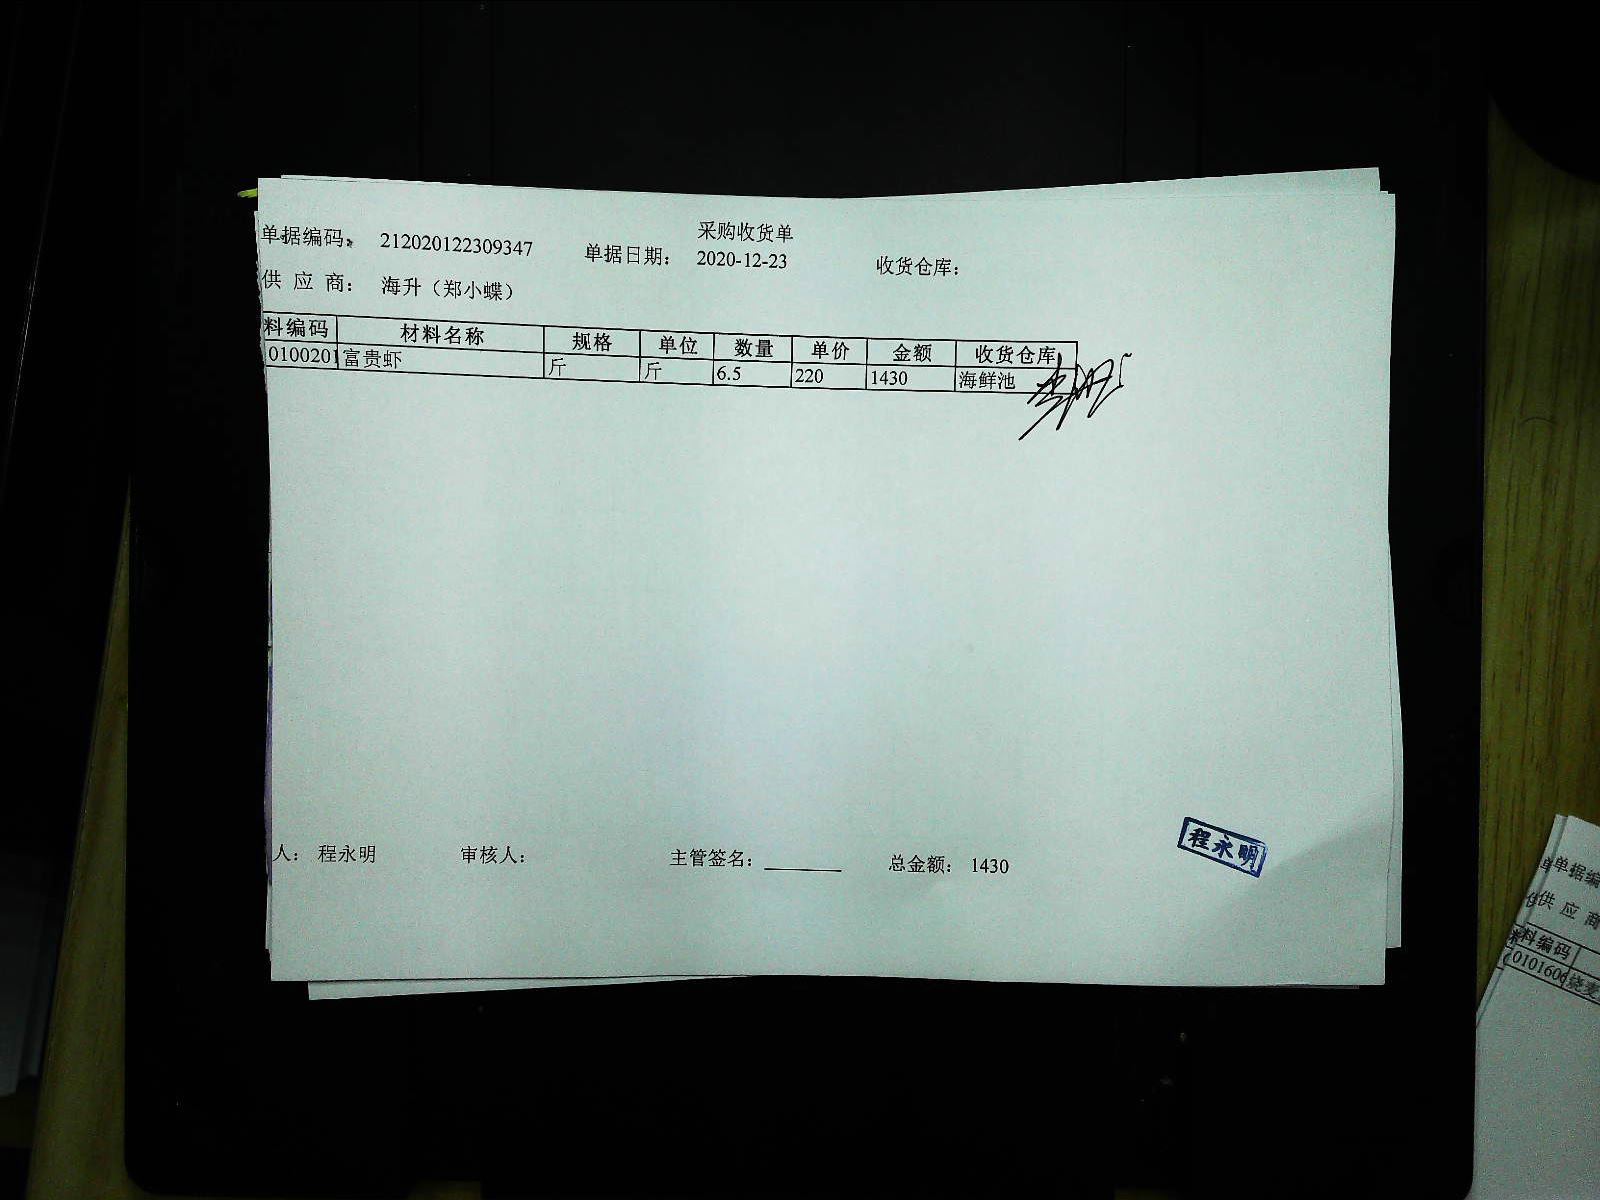 采购收货单
单据编码: 212020122309347 单据日期: 2020-12-23 收货仓库:
供 应 商: 海升（郑小蝶）
料编码 材料名称 规格 单位 数量 单价 金额 收货仓库
0100201 富贵虾 斤 斤 6.5 220 1430 海鲜池
人: 程永明 审核人: 主管签名: 总金额: 1430
程永明
单据编
供 应 商
料编码
0101606 烧麦